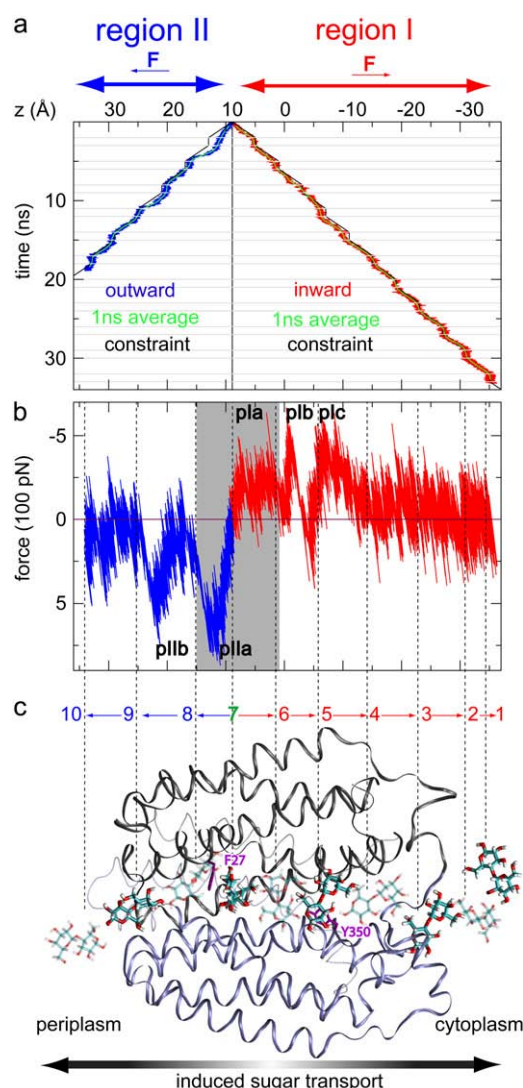 a
region II region I
F F
z (Å) 30 20 10 0 -10 -20 -30
time (ns)
10
20
30
outward inward
1ns average 1ns average
constraint constraint
b
force (100 pN)
-5
0
5
pIa pIb pIc
pIIb pIIa
c
10 9 8 7 6 5 4 3 2 1
F27
Y350
periplasm cytoplasm
induced sugar transport